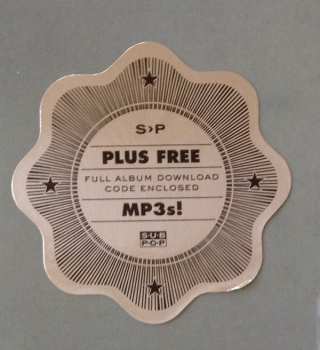 S>P
PLUS FREE
FULL ALBUM DOWNLOAD
CODE ENCLOSED
MP3s!
SUB
POP